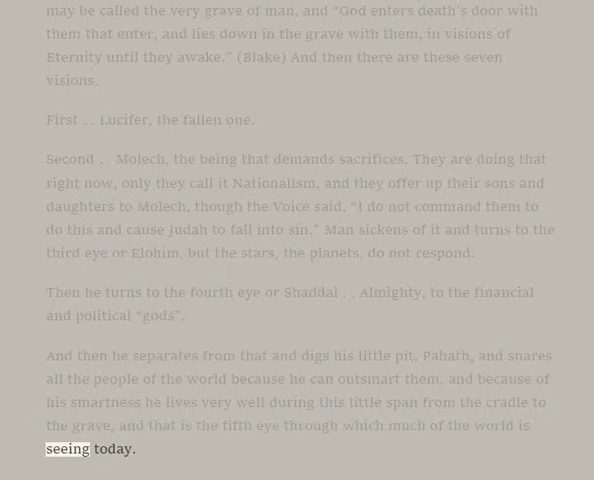 may be called the very grave of man, and “God enters death’s door with
them that enter, and lies down in the grave with them, in visions of
Eternity until they awake.” (Blake) And then there are these seven
visions.
First . . Lucifer, the fallen one.
Second . . Molech, the being that demands sacrifices. They are doing that
right now, only they call it Nationalism, and they offer up their sons and
daughters to Molech, though the Voice said, “I do not command them to
do this and cause Judah to fall into sin.” Man sickens of it and turns to the
third eye or Elohim, but the stars, the planets, do not respond.
Then he turns to the fourth eye or Shaddai . . Almighty, to the financial
and political “gods”.
And then he separates from that and digs his little pit, Pahath, and snares
all the people of the world because he can outsmart them, and because of
his smartness he lives very well during this little span from the cradle to
the grave, and that is the fifth eye through which much of the world is
seeing today.